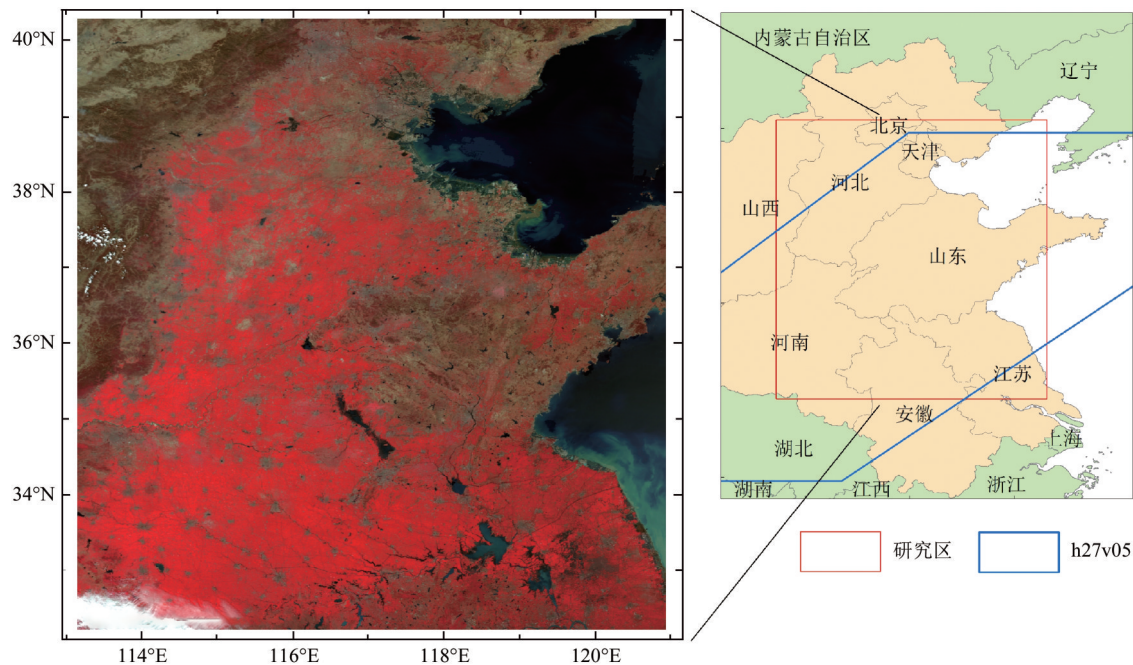 40°N
38°N
36°N
34°N
114°E
116°E
118°E
120°E
内蒙古自治区
辽宁
北京
天津
河北
山西
山东
河南
江苏
安徽
上海
湖北
湖南
江西
浙江
研究区
h27v05